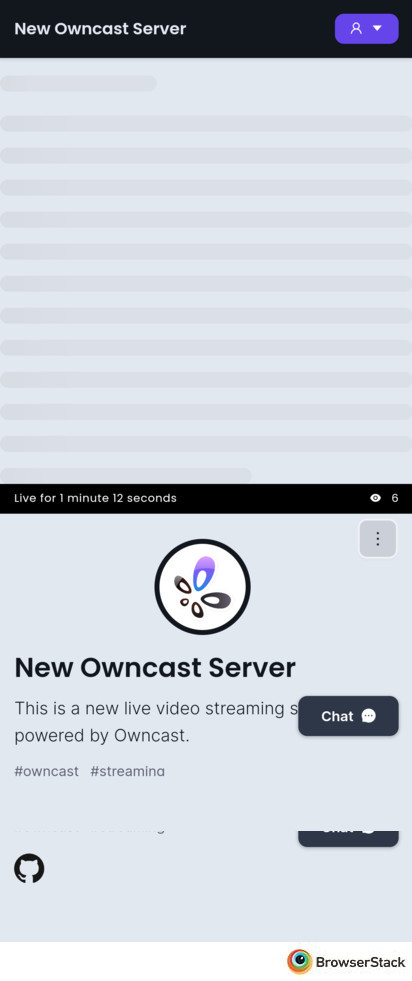 New Owncast Server
Live for 1 minute 12 seconds 6
New Owncast Server
This is a new live video streaming s
powered by Owncast.
Chat
#owncast #streaming
BrowserStack